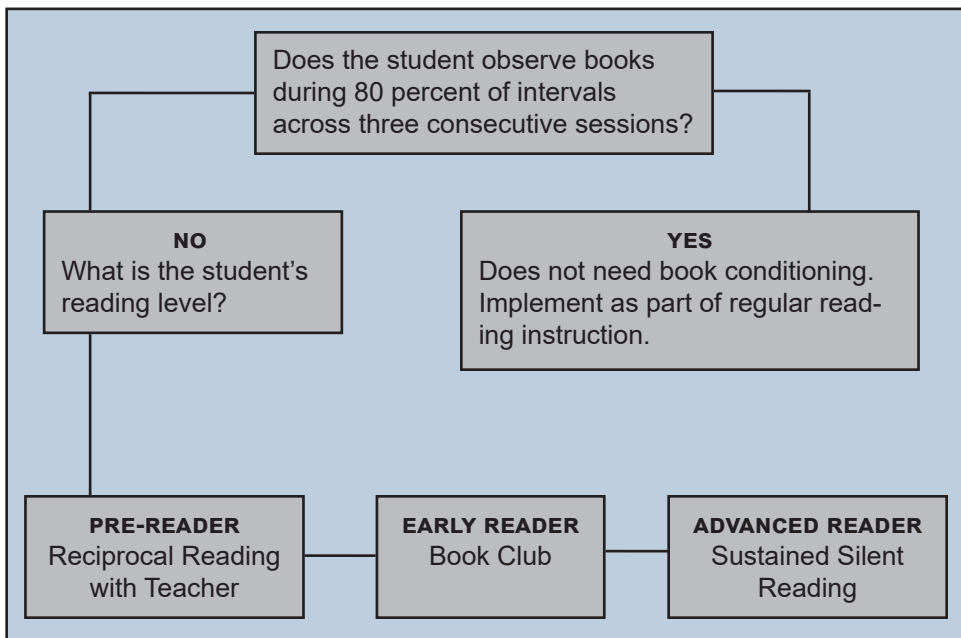 Does the student observe books
during 80 percent of intervals
across three consecutive sessions?
NO
What is the student's
reading level?
YES
Does not need book conditioning.
Implement as part of regular read-
ing instruction.
PRE-READER
Reciprocal Reading
with Teacher
EARLY READER
Book Club
ADVANCED READER
Sustained Silent
Reading